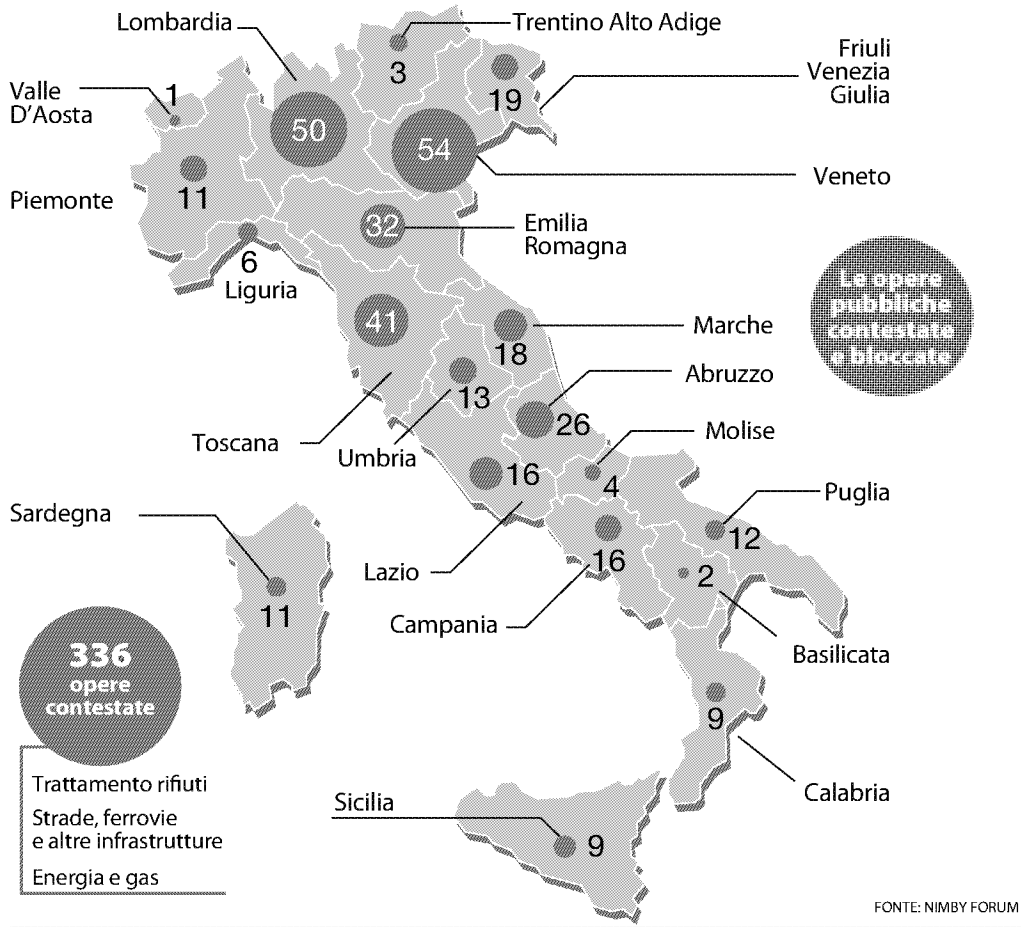 Lombardia
Trentino Alto Adige
3
Friuli
Venezia
Giulia
19
Valle
D'Aosta
1
50
54
Veneto
Piemonte
11
32
Emilia
Romagna
6
Liguria
Le opere
pubbliche
contestate
e bloccate
41
Marche
18
Abruzzo
13
26
Molise
Toscana
Umbria
16
4
Puglia
12
Sardegna
11
Lazio
16
2
Campania
Basilicata
336
opere
contestate
9
Calabria
Trattamento rifiuti
Strade, ferrovie
e altre infrastrutture
Energia e gas
Sicilia
9
FONTE: NIMBY FORUM